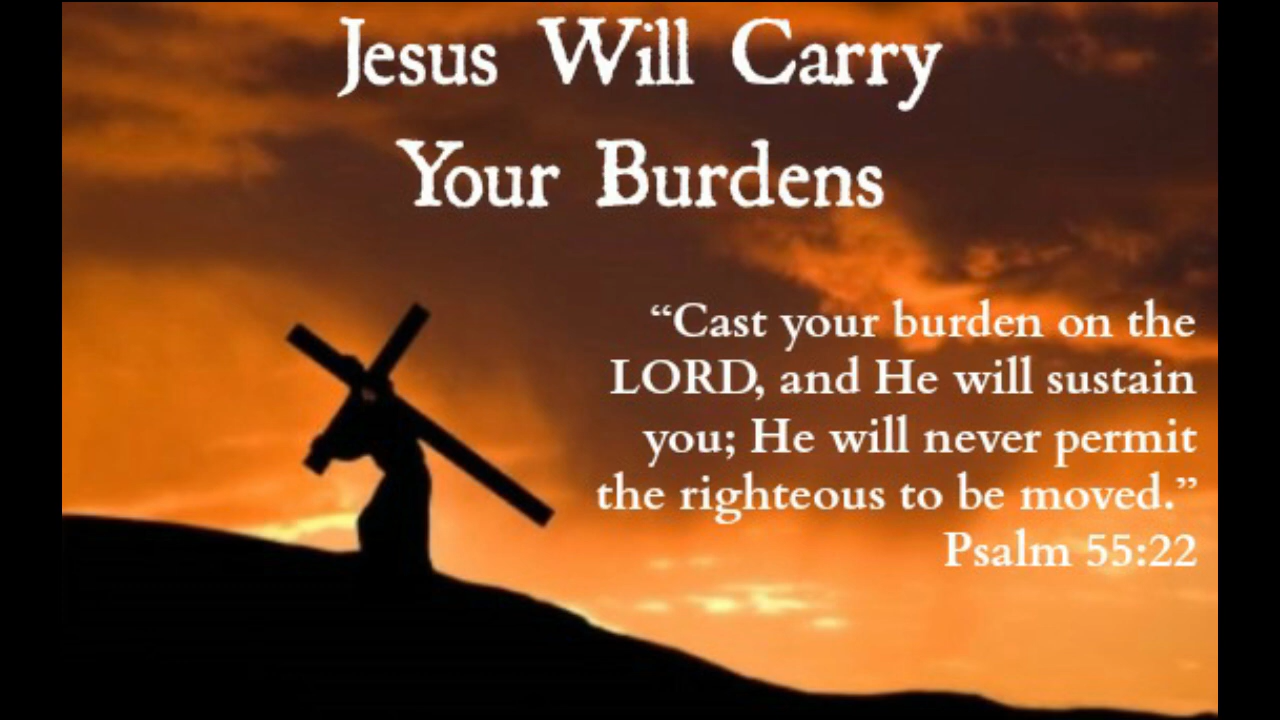 Jesus Will Carry
Your Burdens
“Cast your burden on the
LORD, and He will sustain
you; He will never permit
the righteous to be moved.”
Psalm 55:22